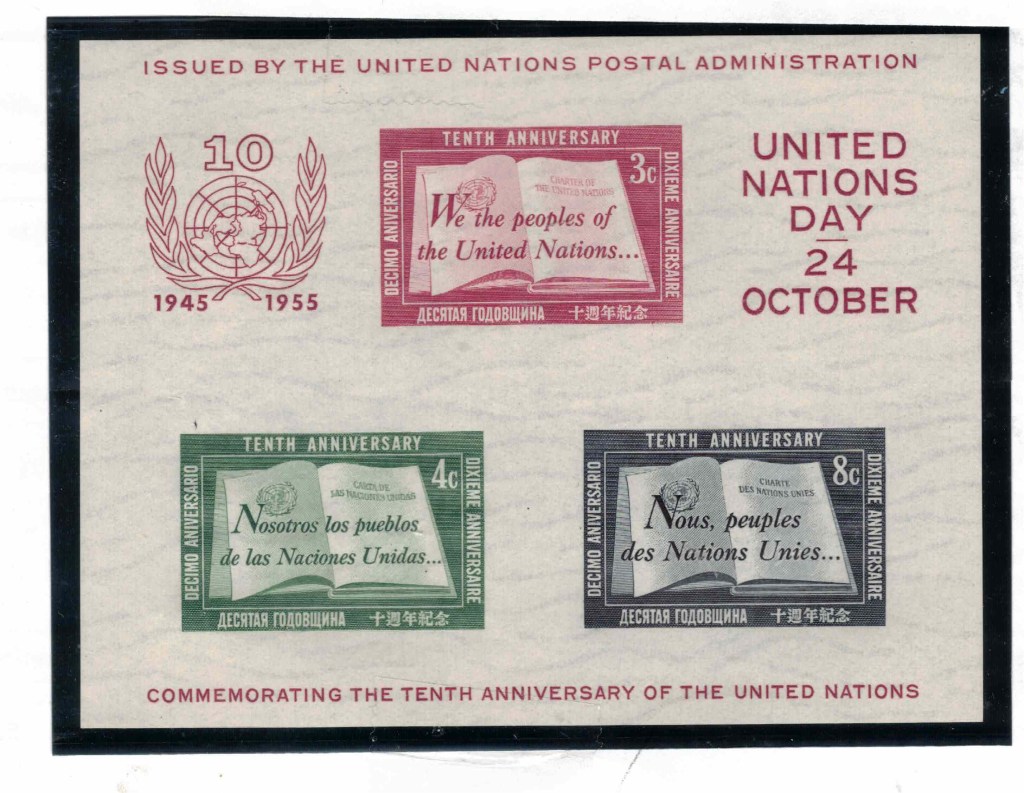 ISSUED BY THE UNITED NATIONS POSTAL ADMINISTRATION
10
1945 1955
TENTH ANNIVERSARY
DECIMO ANIVERSARIO
3c
CHARTER OF
THE UNITED NATIONS
We the peoples of
the United Nations...
DIXIEME ANNIVERSAIRE
ДЕСЯТАЯ ГОДОВЩИНА 十週年紀念
UNITED
NATIONS
DAY
24
OCTOBER
TENTH ANNIVERSARY
DECIMO ANIVERSARIO
4c
CARTA DE
LAS NACIONES UNIDAS
Nosotros los pueblos
de las Naciones Unidas...
DIXIEME ANNIVERSAIRE
ДЕСЯТАЯ ГОДОВЩИНА 十週年紀念
TENTH ANNIVERSARY
DECIMO ANIVERSARIO
8c
CHARTE
DES NATIONS UNIES
Nous, peuples
des Nations Unies...
DIXIEME ANNIVERSAIRE
ДЕСЯТАЯ ГОДОВЩИНА 十週年紀念
COMMEMORATING THE TENTH ANNIVERSARY OF THE UNITED NATIONS